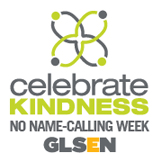 celebrate
KINDNESS
NO NAME-CALLING WEEK
GLSEN